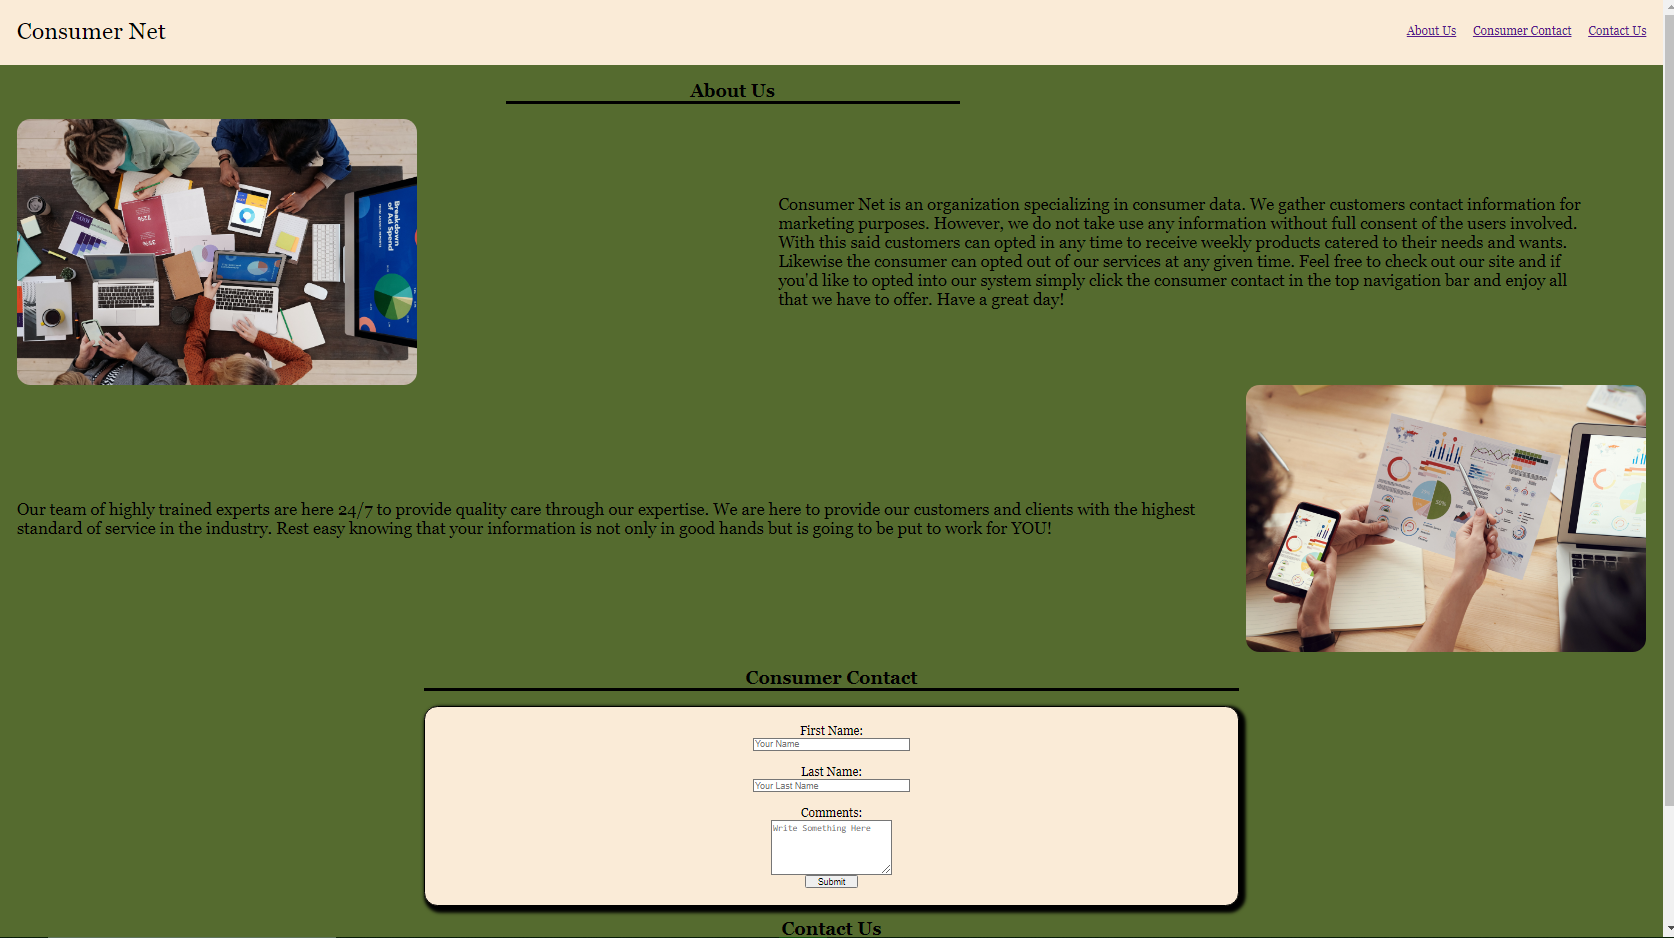 Consumer Net
About Us
Consumer Contact
Contact Us
About Us
Breakdown
of Ad Spend
Consumer Net is an organization specializing in consumer data. We gather customers contact information for
marketing purposes. However, we do not take use any information without full consent of the users involved.
With this said customers can opted in any time to receive weekly products catered to their needs and wants.
Likewise the consumer can opted out of our services at any given time. Feel free to check out our site and if
you'd like to opted into our system simply click the consumer contact in the top navigation bar and enjoy all
that we have to offer. Have a great day!
Our team of highly trained experts are here 24/7 to provide quality care through our expertise. We are here to provide our customers and clients with the highest
standard of service in the industry. Rest easy knowing that your information is not only in good hands but is going to be put to work for YOU!
Consumer Contact
First Name:
Your Name
Last Name:
Your Last Name
Comments:
Write Something Here
Submit
Contact Us